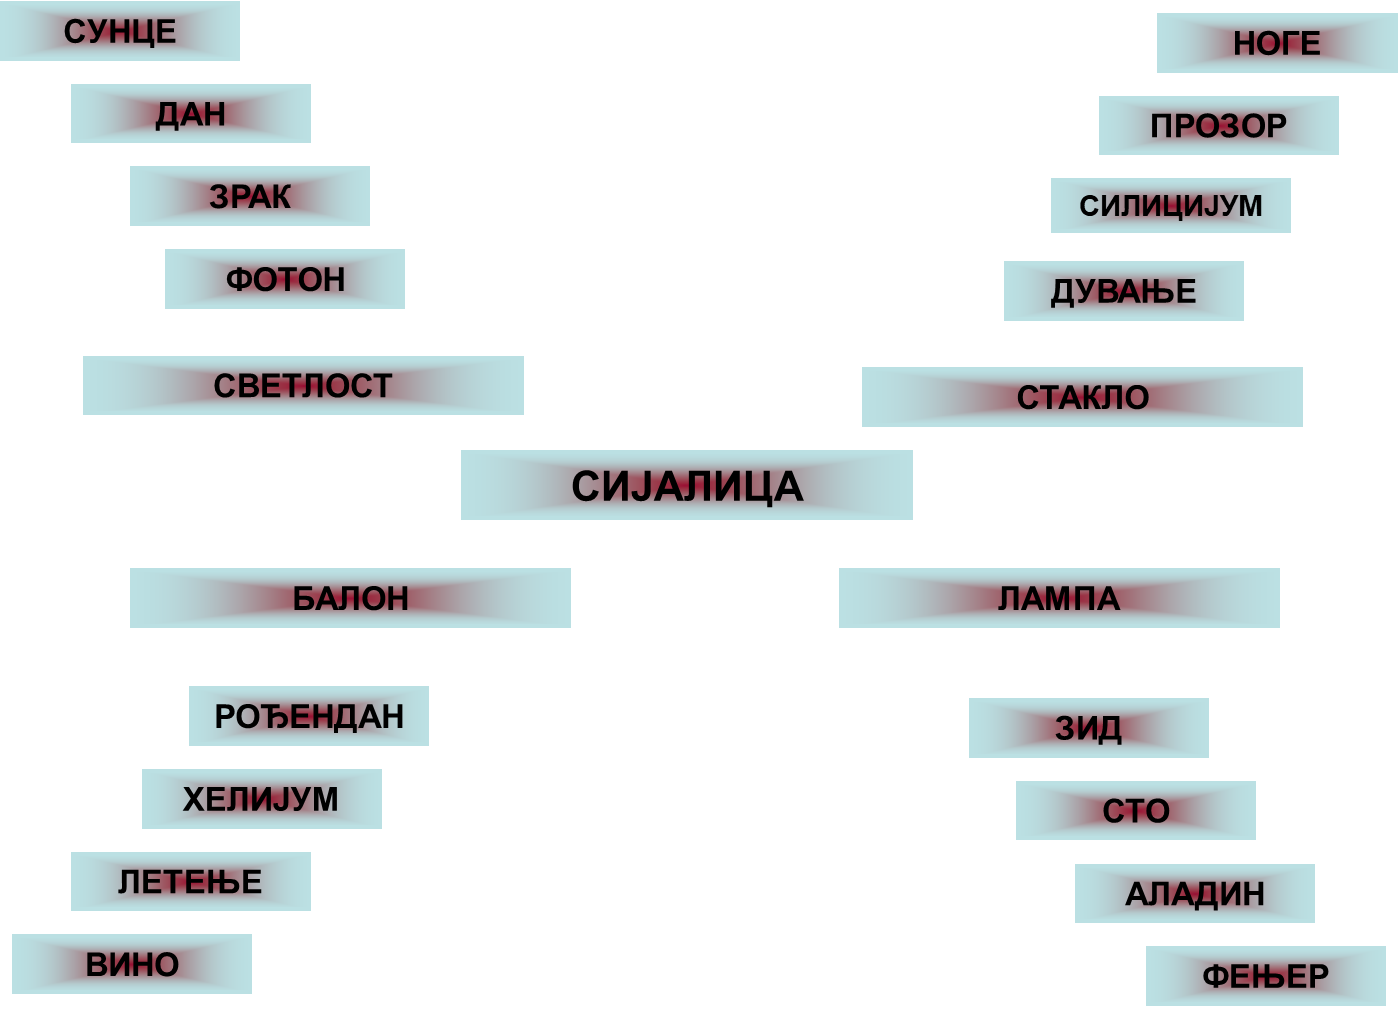 СУНЦЕ
ДАН
ЗРАК
ФОТОН
СВЕТЛОСТ
НОГЕ
ПРОЗОР
СИЛИЦИЈУМ
ДУВАЊЕ
СТАКЛО
СИЈАЛИЦА
БАЛОН
РОЂЕНДАН
ХЕЛИЈУМ
ЛЕТЕЊЕ
ВИНО
ЛАМПА
ЗИД
СТО
АЛАДИН
ФЕЊЕР